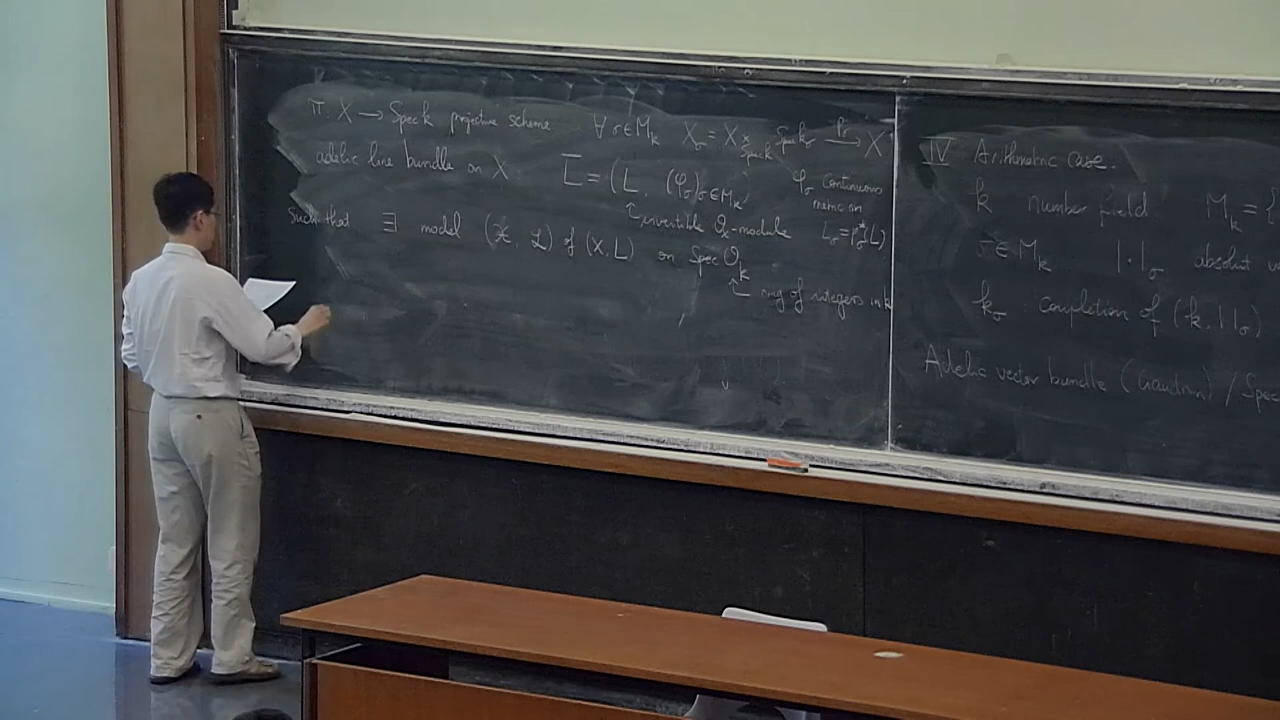 π: X → Spec k projective scheme ∀ σ∈M_k X_σ = X ×_{Spec k} Spec k_σ →^{p_σ} X
adelic line bundle on X L̄ = (L, (φ_σ)_{σ∈M_k}) φ_σ continuous
metric on
L_σ = p_σ^*(L)
↑ invertible O_X-module
such that ∃ model (𝒳, ℒ) of (X, L) on Spec O_k
↑ ring of integers in k
IV Arithmetic case.
k number field M_k = {
σ∈M_k |·|_σ absolute
k_σ : completion of (k, | |_σ)
Adelic vector bundle (Gaudron) / Spec